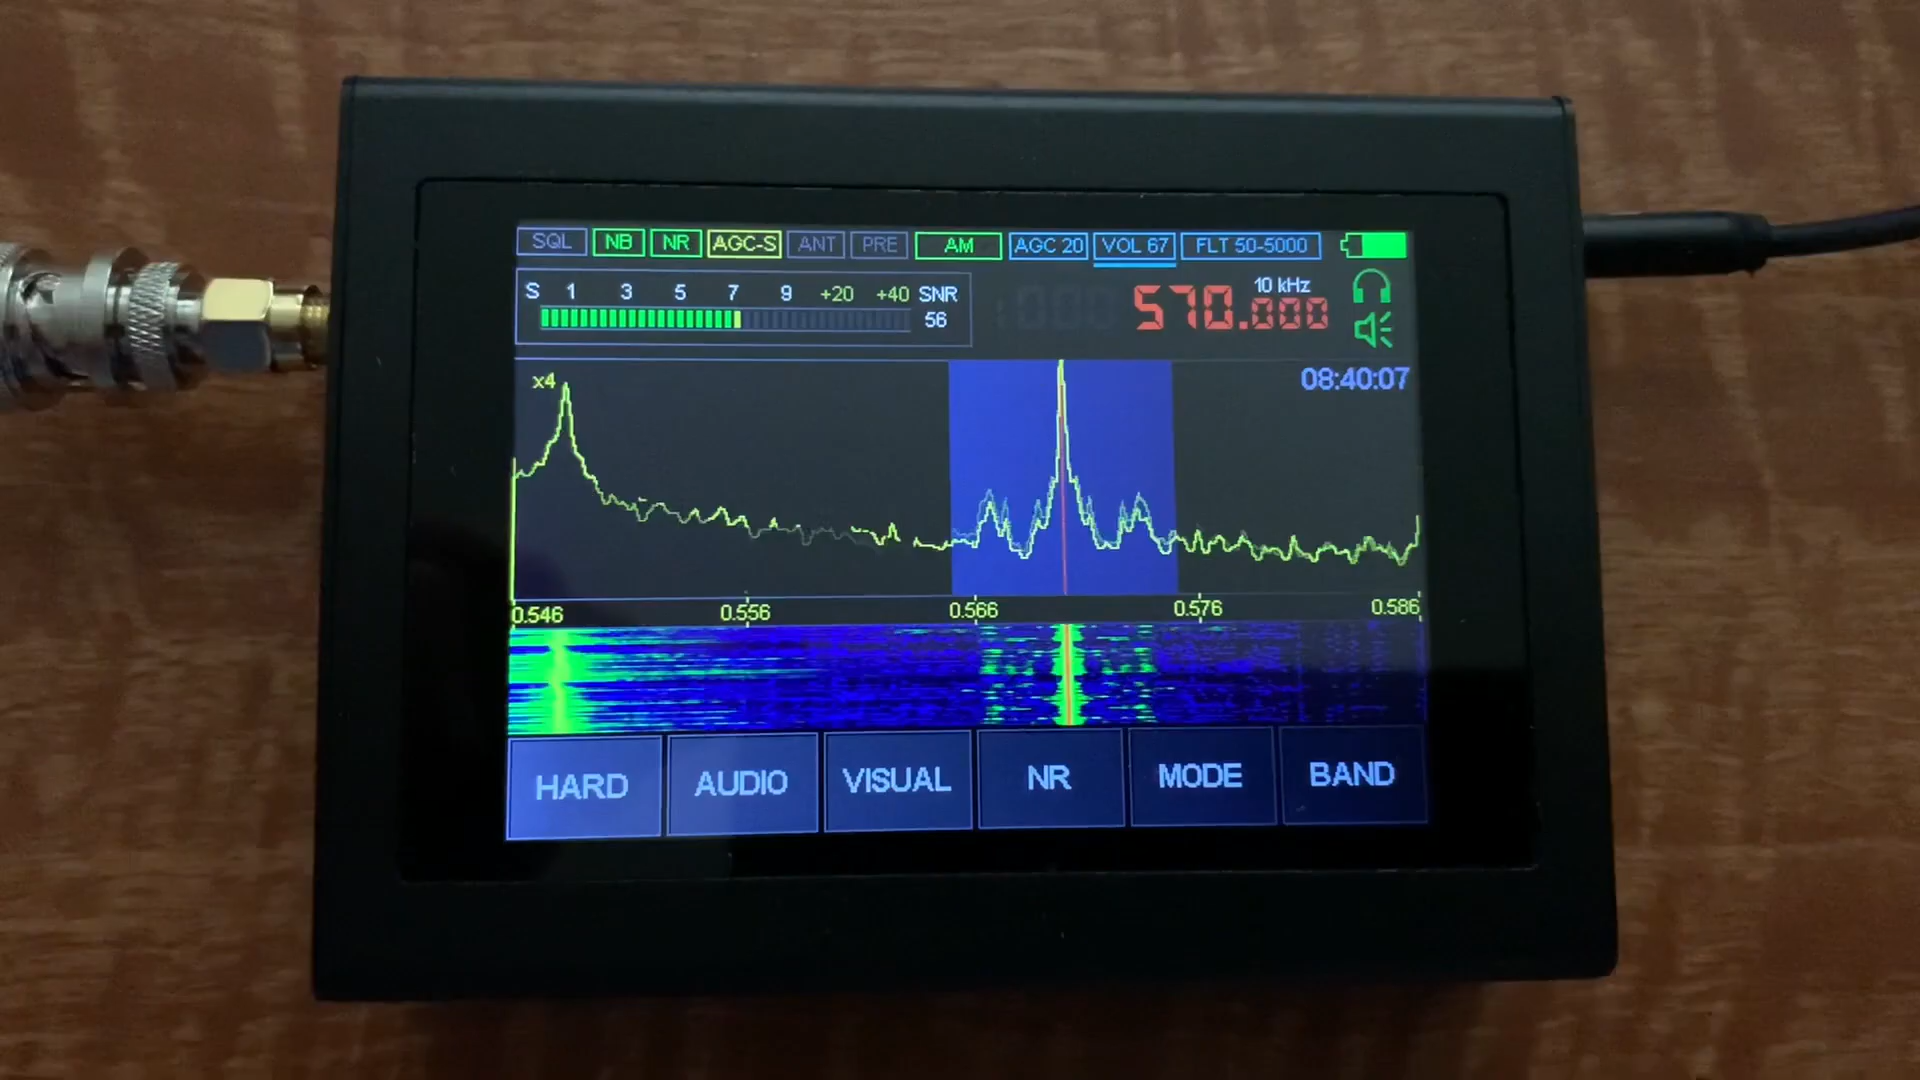 SQL NB NR AGC-S ANT PRE AM AGC 20 VOL 67 FLT 50-5000
S 1 3 5 7 9 +20 +40 SNR
56
10 kHz
570.000
x4
08:40:07
0.546 0.556 0.566 0.576 0.586
HARD AUDIO VISUAL NR MODE BAND